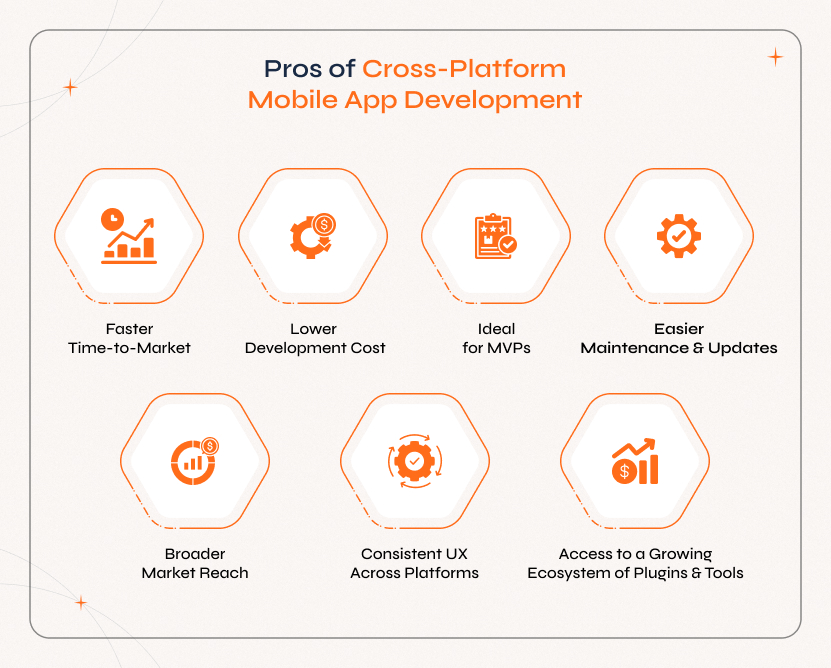 Pros of Cross-Platform
Mobile App Development
Faster
Time-to-Market
Lower
Development Cost
Ideal
for MVPs
Easier
Maintenance & Updates
Broader
Market Reach
Consistent UX
Across Platforms
Access to a Growing
Ecosystem of Plugins & Tools